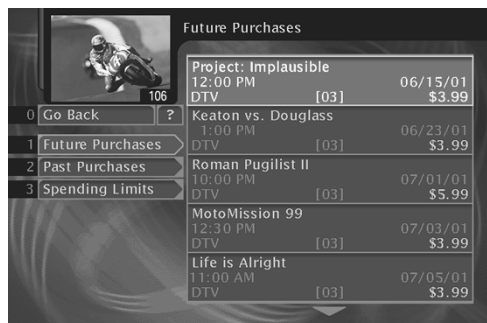 Future Purchases
106
0 Go Back ?
1 Future Purchases
2 Past Purchases
3 Spending Limits
Project: Implausible
12:00 PM 06/15/01
DTV [03] $3.99
Keaton vs. Douglass
1:00 PM 06/23/01
DTV [03] $3.99
Roman Pugilist II
10:00 PM 07/01/01
DTV [03] $5.99
MotoMission 99
12:30 PM 07/03/01
DTV [03] $3.99
Life is Alright
11:00 AM 07/05/01
DTV [03] $3.99